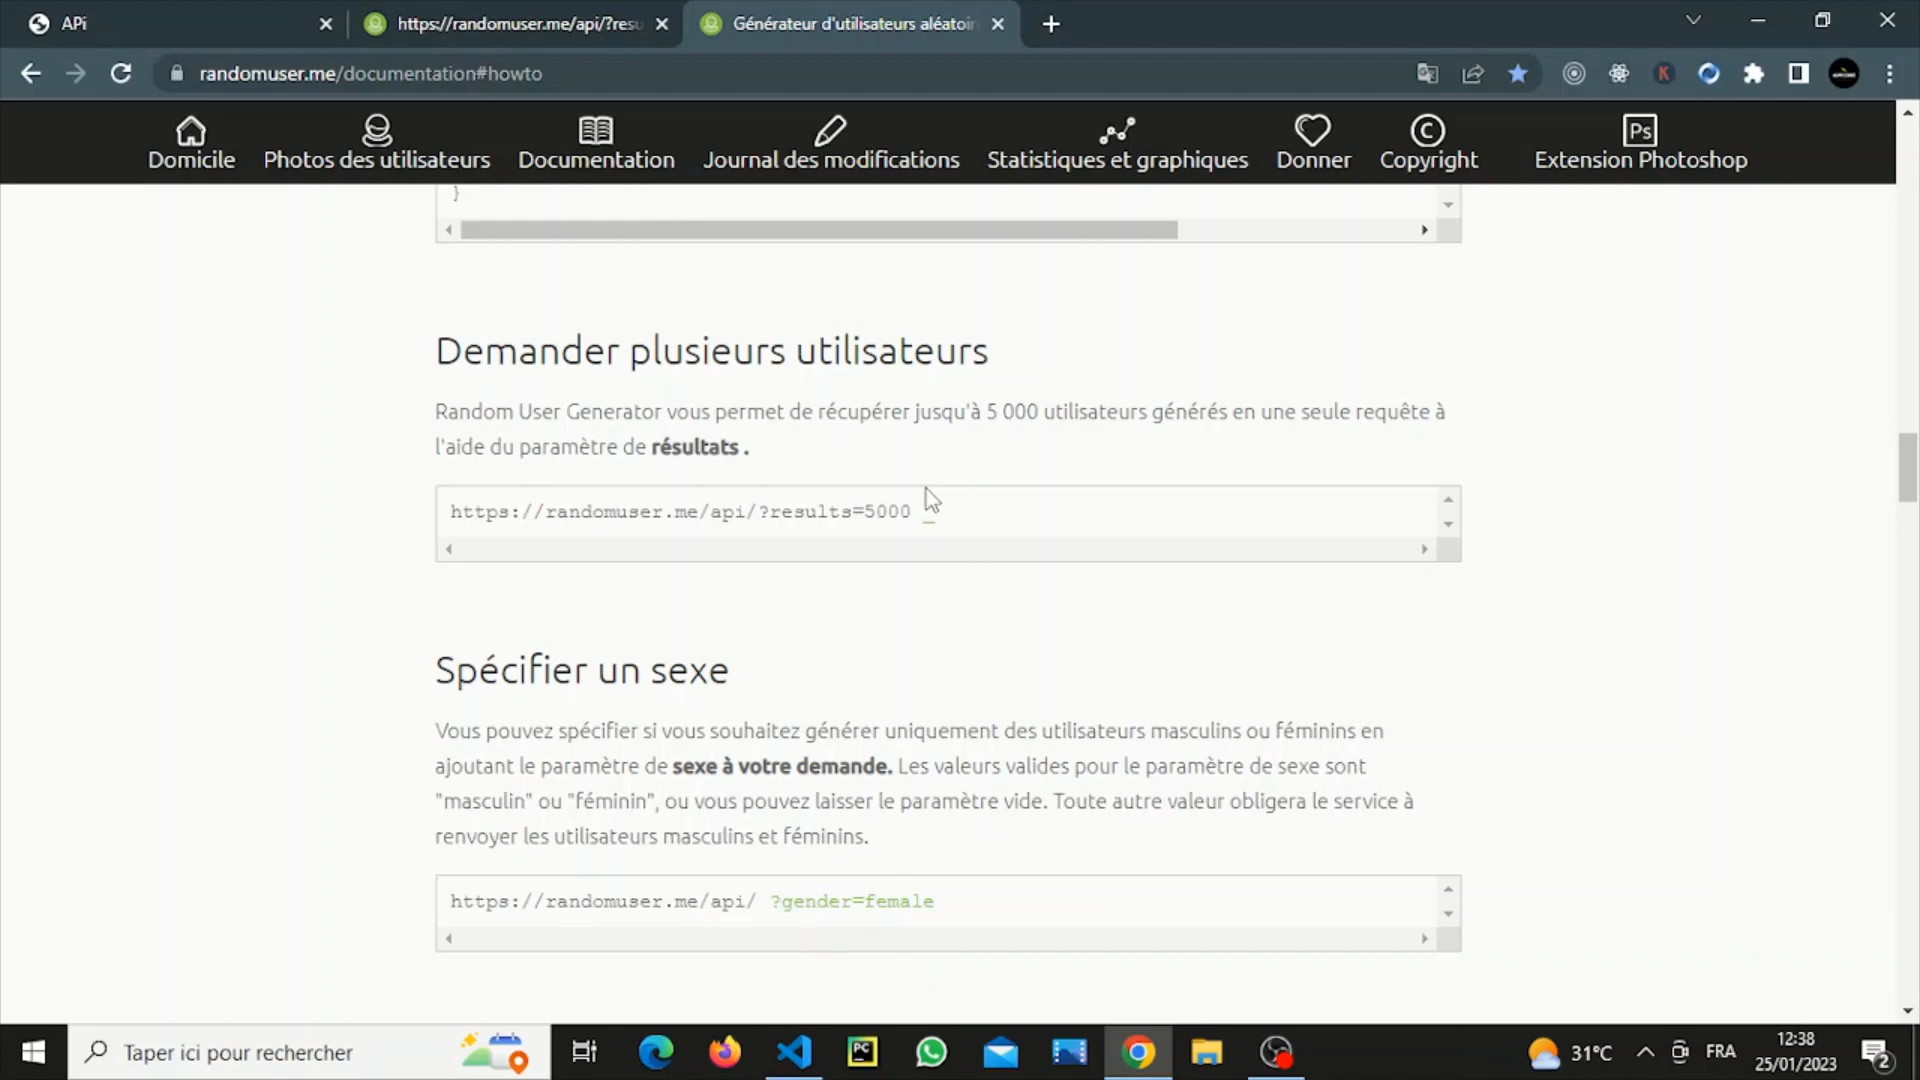 APi
https://randomuser.me/api/?resu
Générateur d'utilisateurs aléatoir
randomuser.me/documentation#howto
K
Ps
Domicile
Photos des utilisateurs
Documentation
Journal des modifications
Statistiques et graphiques
Donner
Copyright
Extension Photoshop
}
Demander plusieurs utilisateurs
Random User Generator vous permet de récupérer jusqu'à 5 000 utilisateurs générés en une seule requête à
l'aide du paramètre de résultats .
https://randomuser.me/api/?results=5000 _
Spécifier un sexe
Vous pouvez spécifier si vous souhaitez générer uniquement des utilisateurs masculins ou féminins en
ajoutant le paramètre de sexe à votre demande. Les valeurs valides pour le paramètre de sexe sont
"masculin" ou "féminin", ou vous pouvez laisser le paramètre vide. Toute autre valeur obligera le service à
renvoyer les utilisateurs masculins et féminins.
https://randomuser.me/api/ ?gender=female
Taper ici pour rechercher
PC
31°C
FRA
12:38
25/01/2023
2